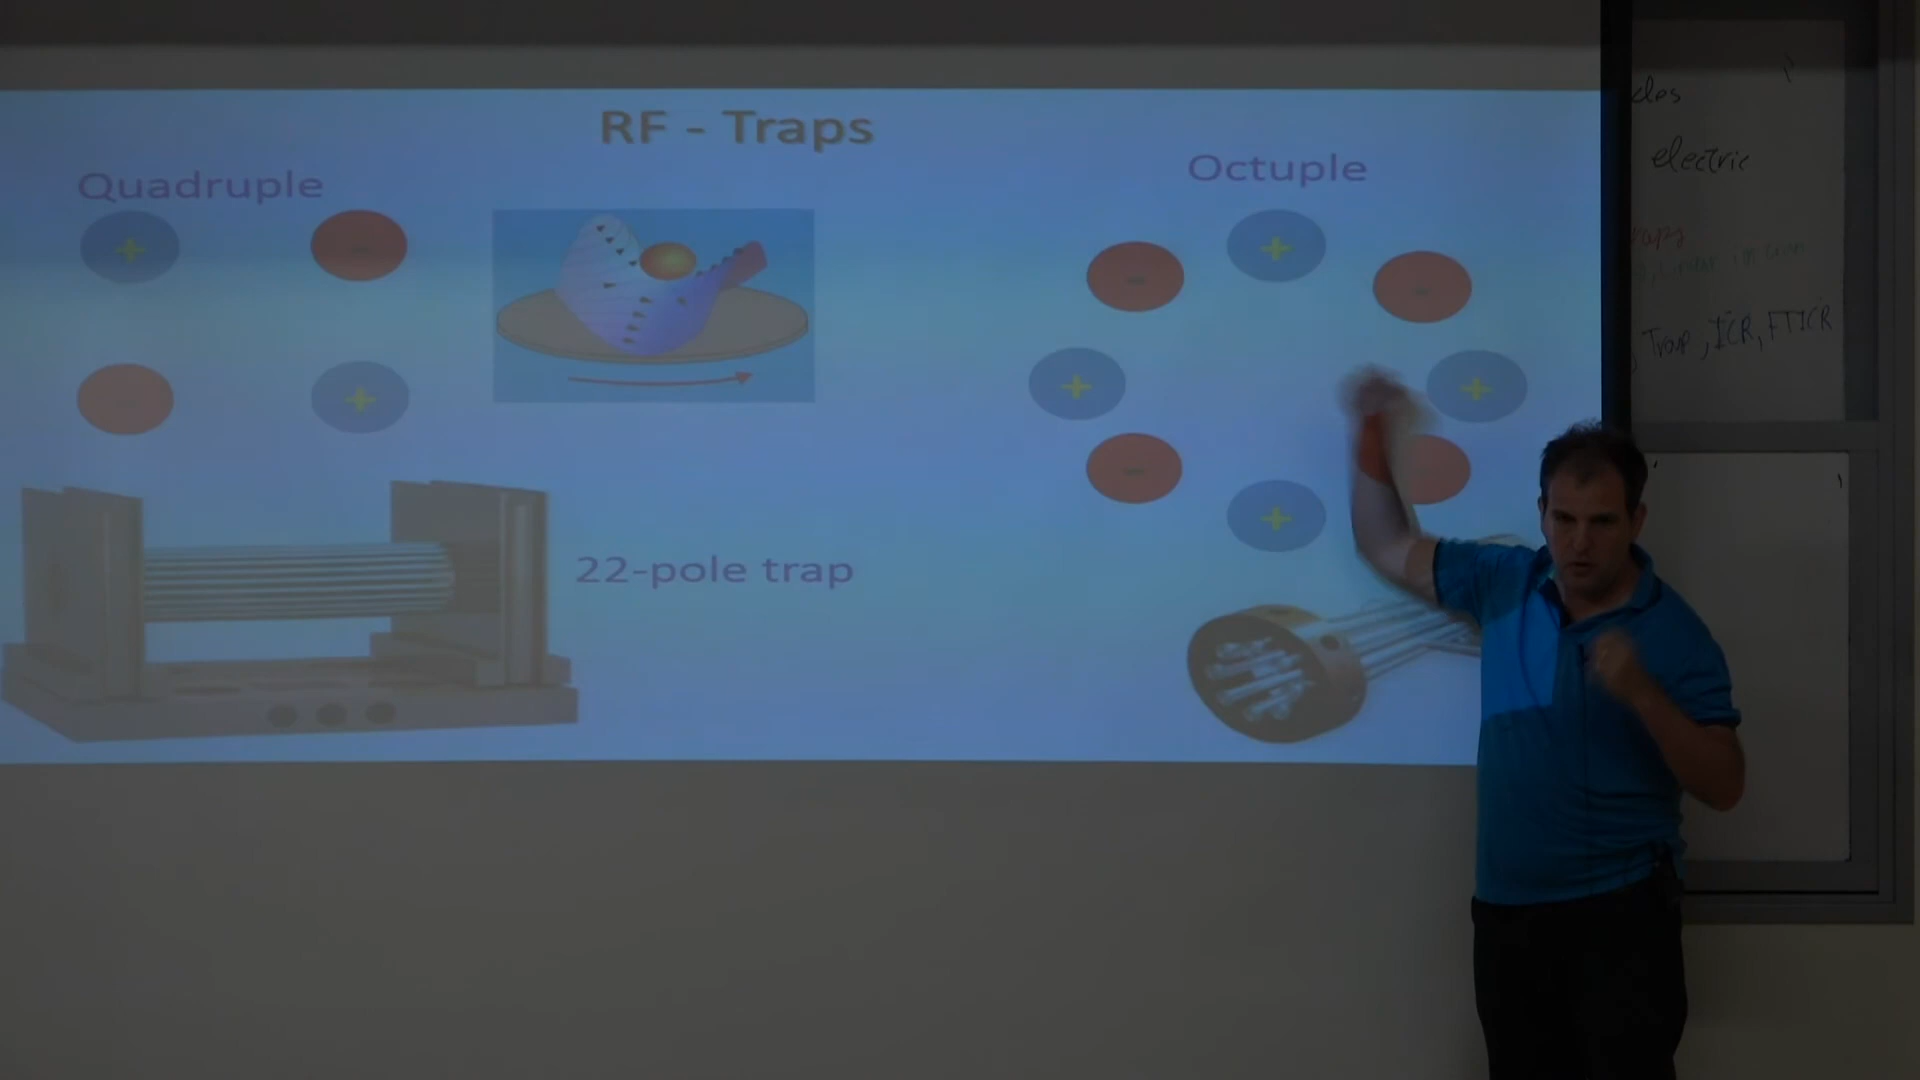 RF - Traps
Quadruple
Octuple
+ -
- + -
+ +
+
-
+
22-pole trap
electric
Trap, ICR, FTICR